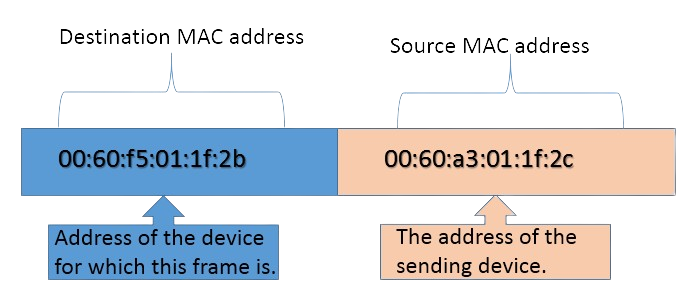 Destination MAC address
Source MAC address
00:60:f5:01:1f:2b
00:60:a3:01:1f:2c
Address of the device
for which this frame is.
The address of the
sending device.